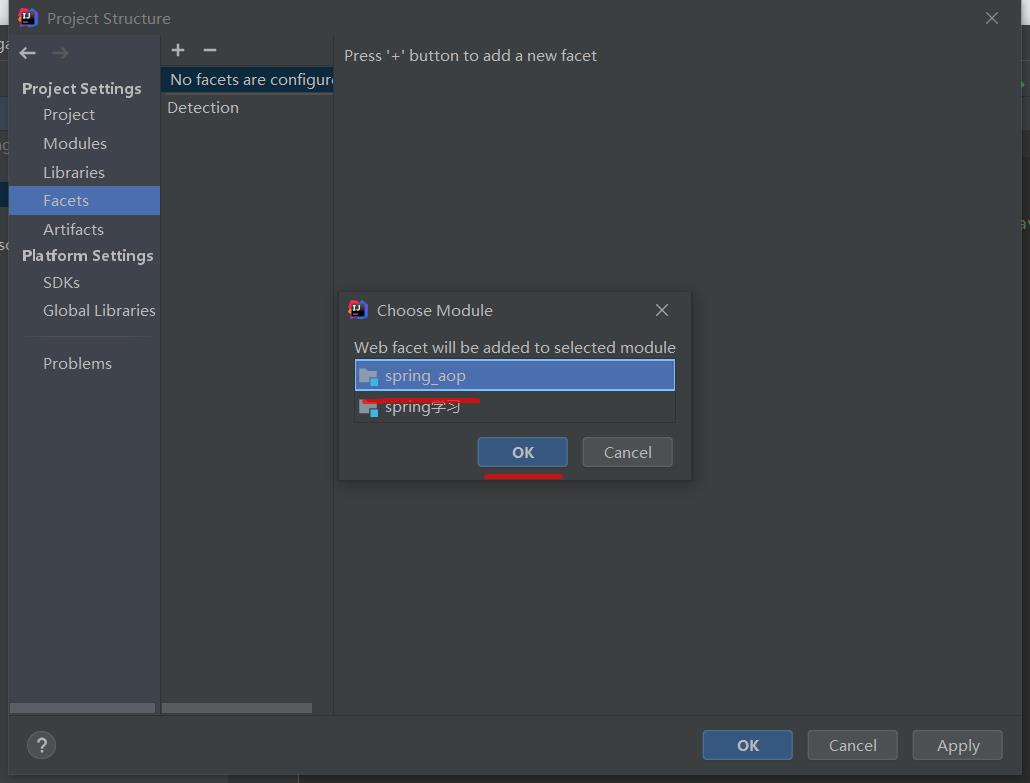 Project Structure
Project Settings
Project
Modules
Libraries
Facets
Artifacts
Platform Settings
SDKs
Global Libraries
Problems
No facets are configur
Detection
Press '+' button to add a new facet
Choose Module
Web facet will be added to selected module
spring_aop
spring学习
OK
Cancel
?
OK
Cancel
Apply